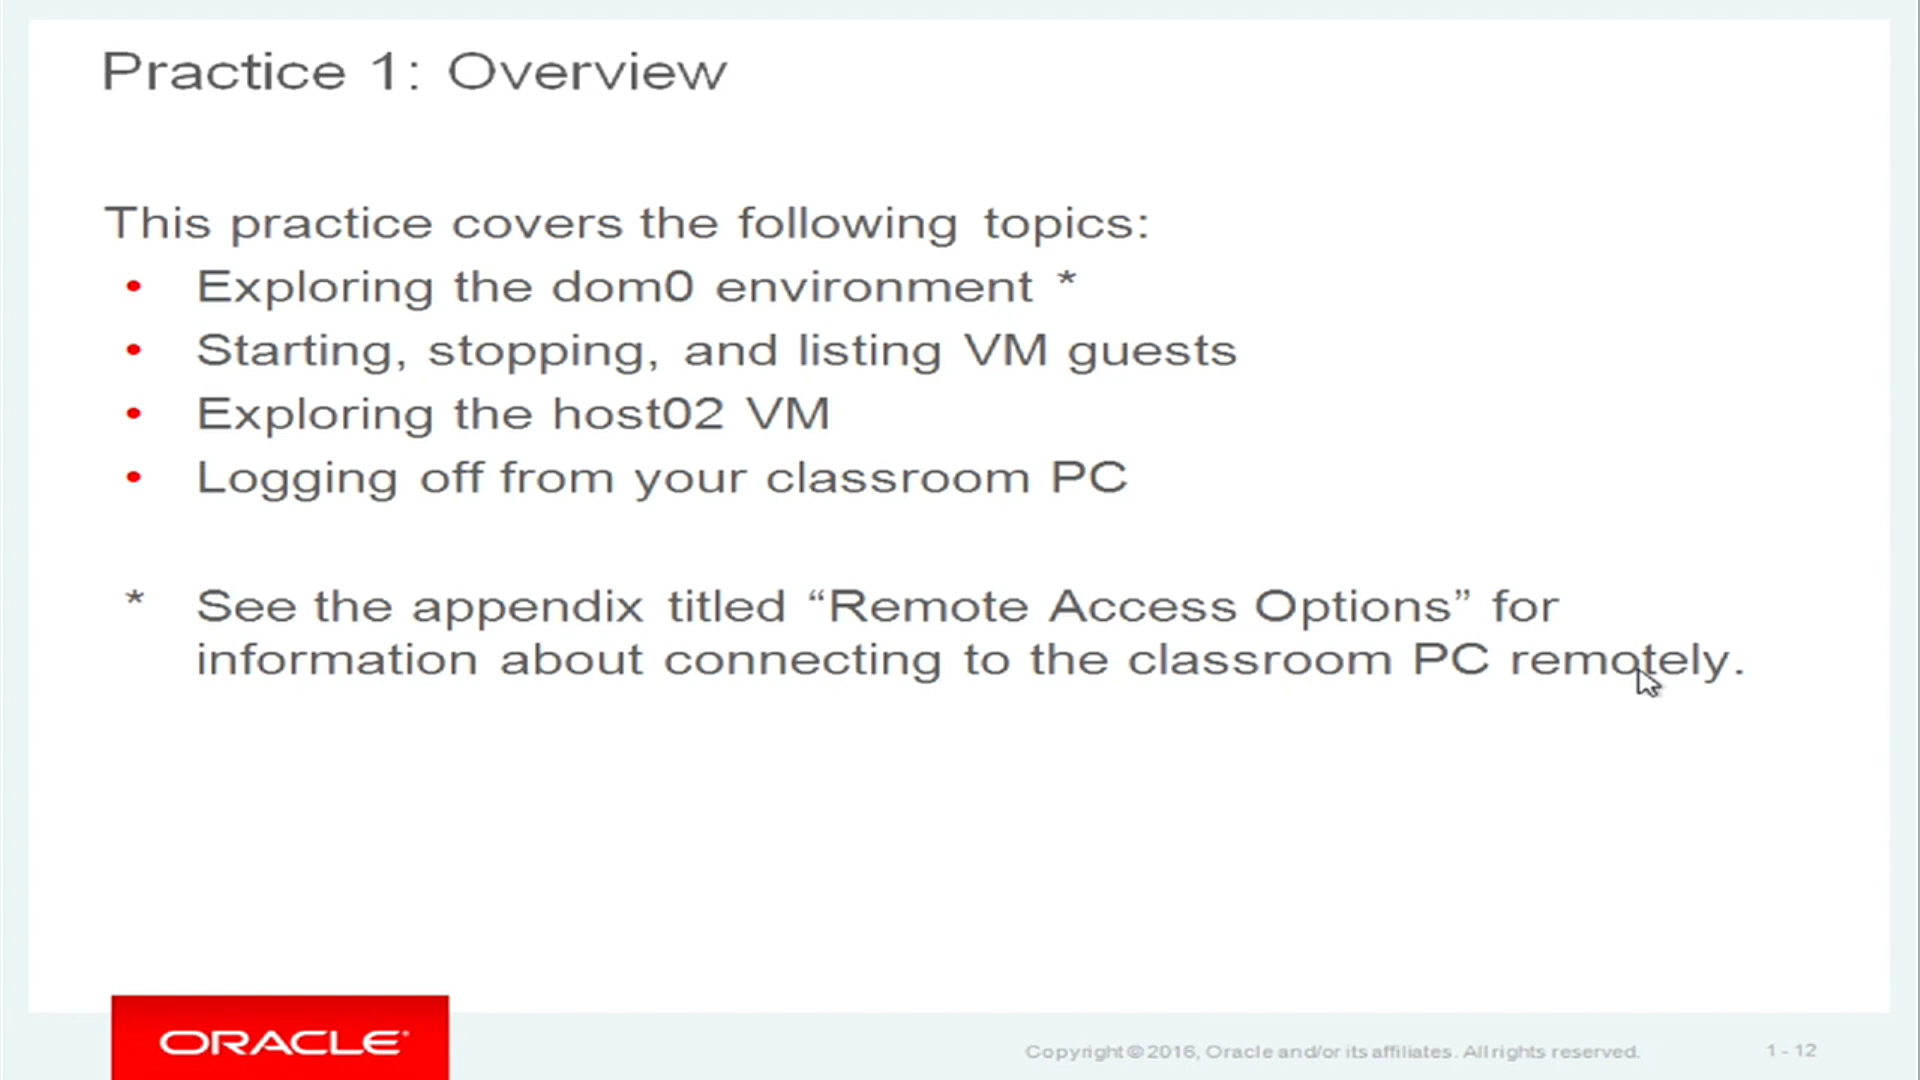 Practice 1: Overview
This practice covers the following topics:
• Exploring the dom0 environment *
• Starting, stopping, and listing VM guests
• Exploring the host02 VM
• Logging off from your classroom PC
* See the appendix titled “Remote Access Options” for
information about connecting to the classroom PC remotely.
ORACLE
Copyright © 2016, Oracle and/or its affiliates. All rights reserved.
1 - 12